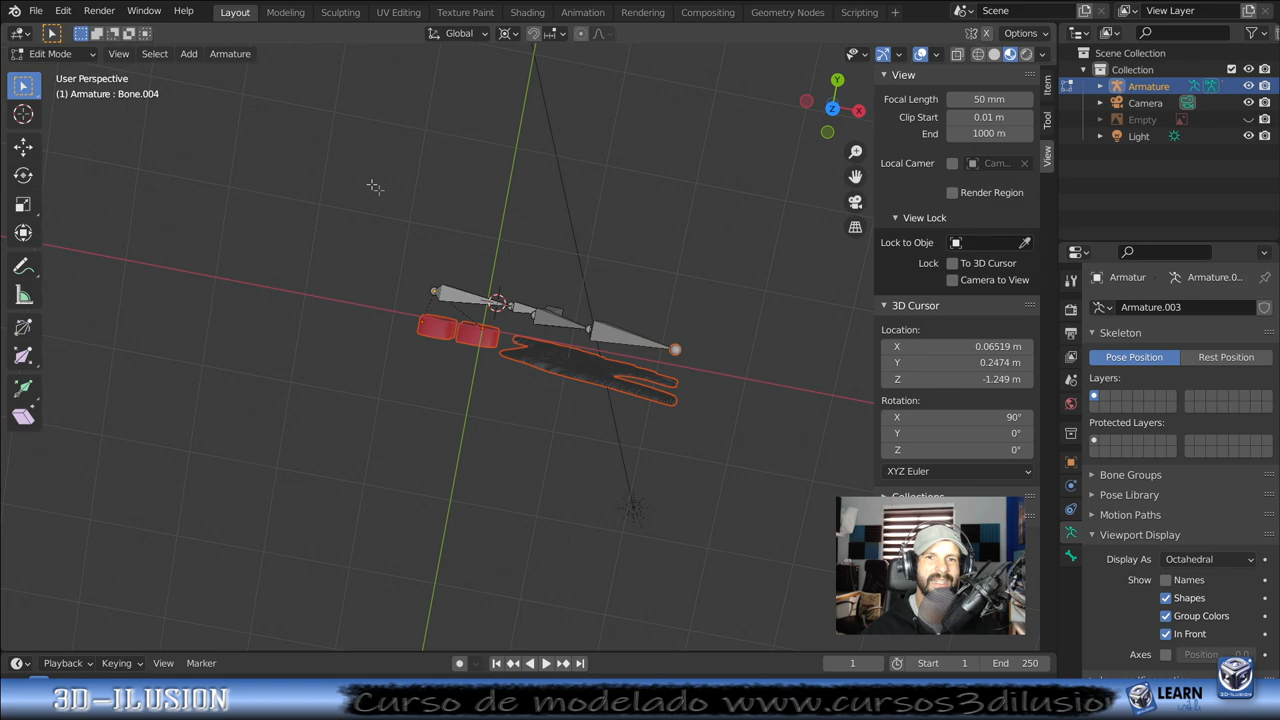 File Edit Render Window Help Layout Modeling Sculpting UV Editing Texture Paint Shading Animation Rendering Compositing Geometry Nodes Scripting + Scene View Layer
Global Options
Edit Mode View Select Add Armature
User Perspective
(1) Armature : Bone.004
Y
Z
X
View
Focal Length 50 mm
Clip Start 0.01 m
End 1000 m
Local Camer Cam...
Render Region
View Lock
Lock to Obje
Lock To 3D Cursor
Camera to View
3D Cursor
Location:
X 0.06519 m
Y 0.2474 m
Z -1.249 m
Rotation:
X 90°
Y 0°
Z 0°
XYZ Euler
Item
Tool
View
Scene Collection
Collection
Armature
Camera
Empty
Light
Armatur Armature.0...
Armature.003
Skeleton
Pose Position Rest Position
Layers:
Protected Layers:
Bone Groups
Pose Library
Motion Paths
Viewport Display
Display As Octahedral
Show Names
Shapes
Group Colors
In Front
Axes Position 0.0
Playback Keying View Marker 1 Start 1 End 250
3D-ILUSION Curso de modelado www.cursos3dilusio LEARN
3D-ILUSION